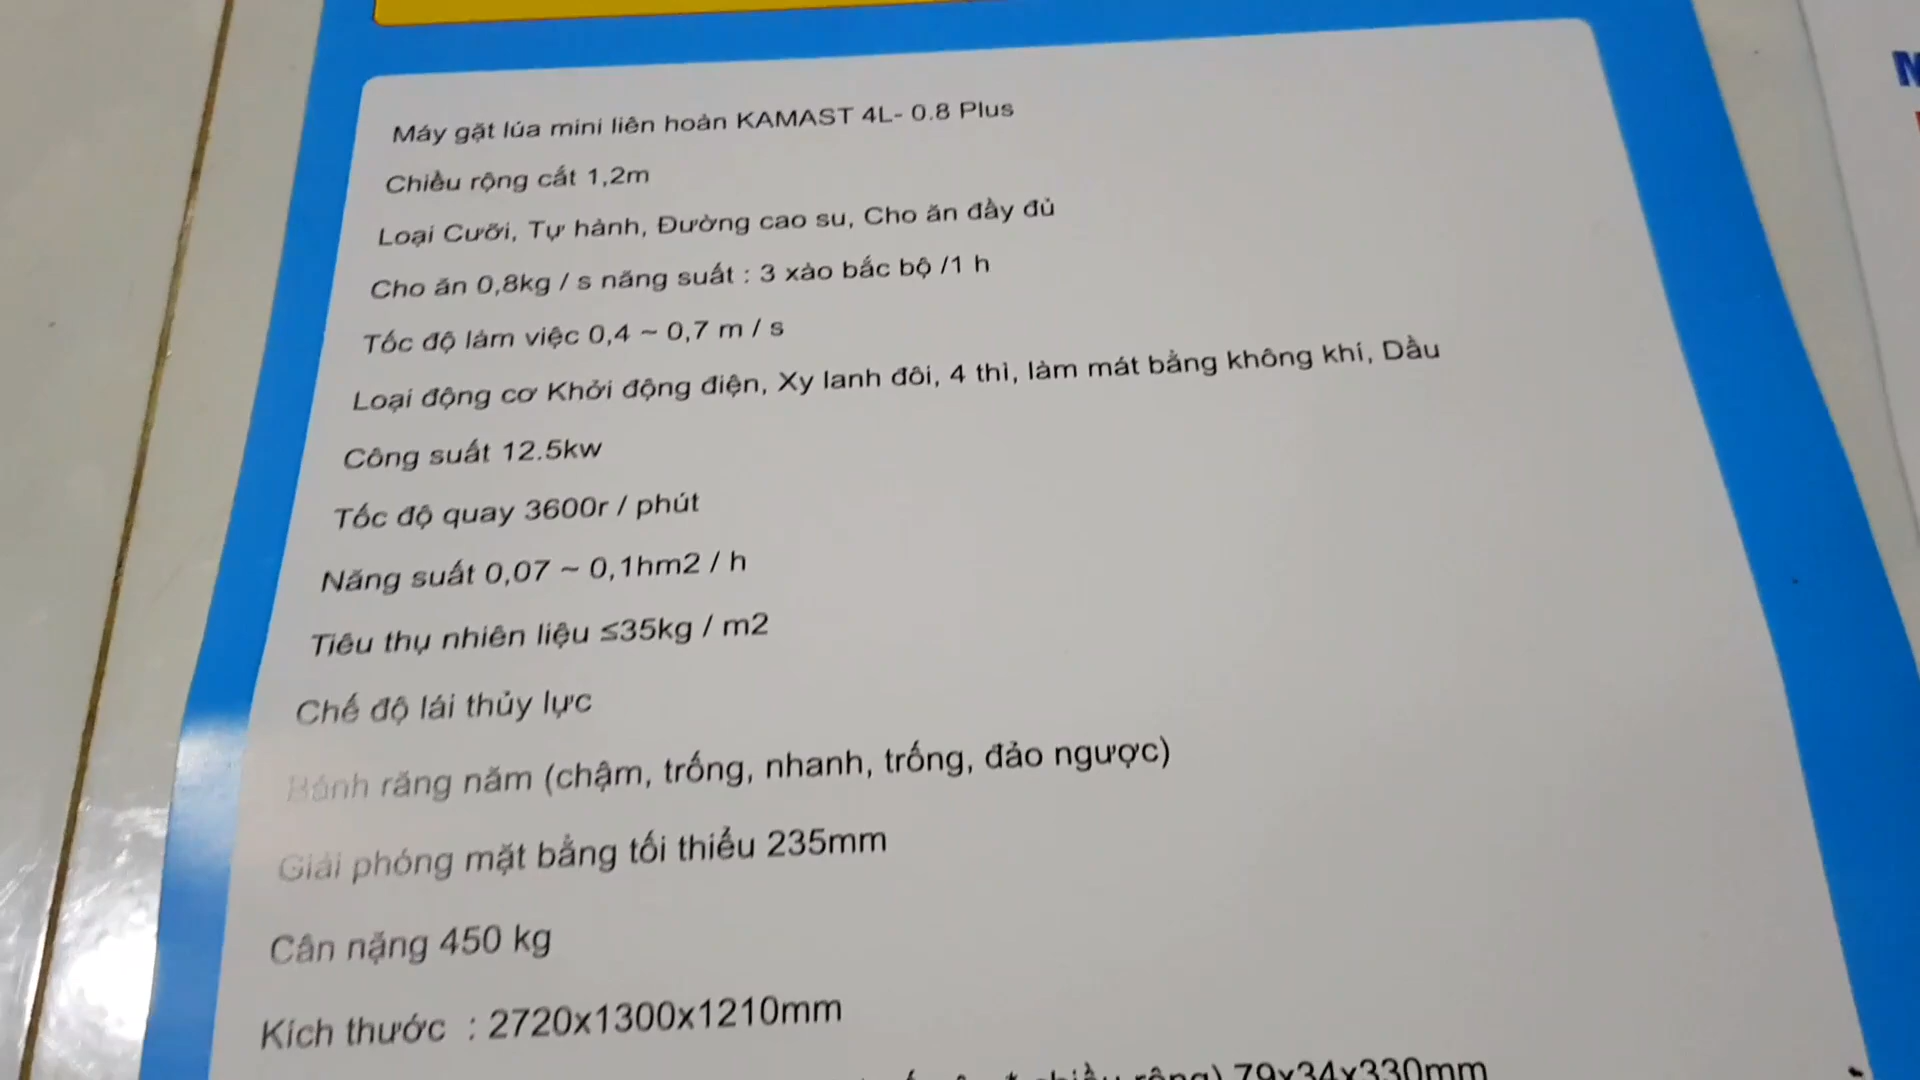 Máy gặt lúa mini liên hoàn KAMAST 4L- 0.8 Plus
Chiều rộng cắt 1,2m
Loại Cưỡi, Tự hành, Đường cao su, Cho ăn đầy đủ
Cho ăn 0,8kg / s năng suất : 3 xào bắc bộ /1 h
Tốc độ làm việc 0,4 ~ 0,7 m / s
Loại động cơ Khởi động điện, Xy lanh đôi, 4 thì, làm mát bằng không khí, Dầu
Công suất 12.5kw
Tốc độ quay 3600r / phút
Năng suất 0,07 ~ 0,1hm2 / h
Tiêu thụ nhiên liệu ≤35kg / m2
Chế độ lái thủy lực
Bánh răng năm (chậm, trống, nhanh, trống, đảo ngược)
Giải phóng mặt bằng tối thiểu 235mm
Cân nặng 450 kg
Kích thước : 2720x1300x1210mm
rộng) 79x34x330mm